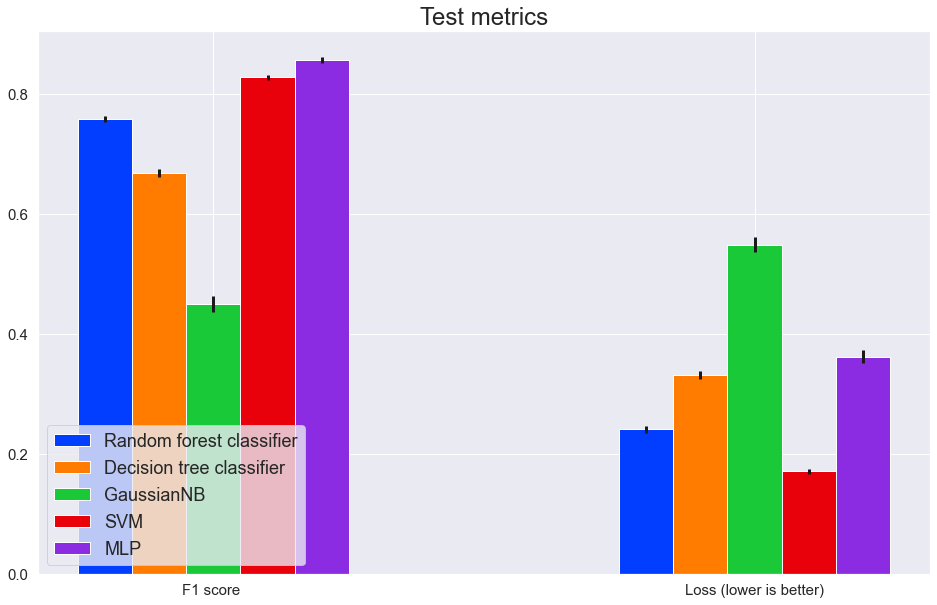 Test metrics
0.8
0.6
0.4
0.2
0.0
Random forest classifier
Decision tree classifier
GaussianNB
SVM
MLP
F1 score
Loss (lower is better)